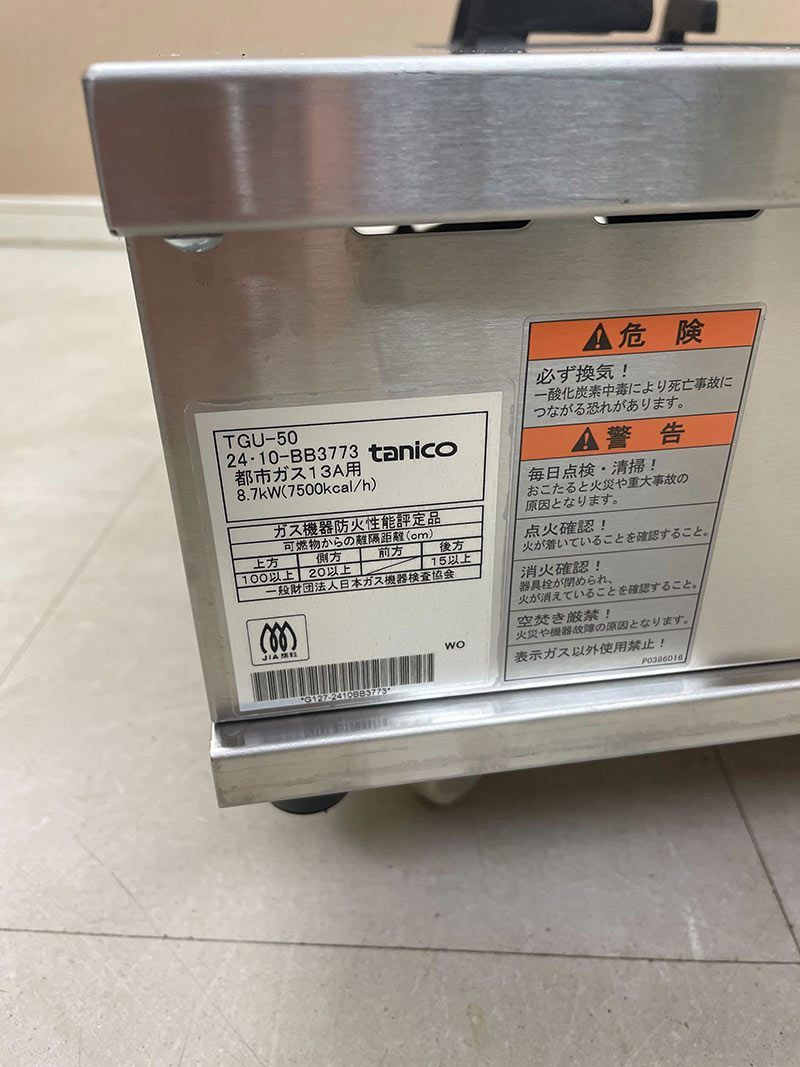 TGU-50
24・10-BB3773 tanico
都市ガス13A用
8.7kW(7500kcal/h)
ガス機器防火性能評定品
可燃物からの離隔距離(cm)
上方 側方 前方 後方
100以上 20以上 15以上
一般財団法人日本ガス機器検査協会
WO
*G127-2410BB3773*
危険
必ず換気！
一酸化炭素中毒により死亡事故に
つながる恐れがあります。
警告
毎日点検・清掃！
おこたると火災や重大事故の
原因となります。
点火確認！
火が着いていることを確認すること。
消火確認！
器具栓が閉められ、
火が消えていることを確認すること。
空焚き厳禁！
火災や機器故障の原因となります。
表示ガス以外使用禁止！
P0386016